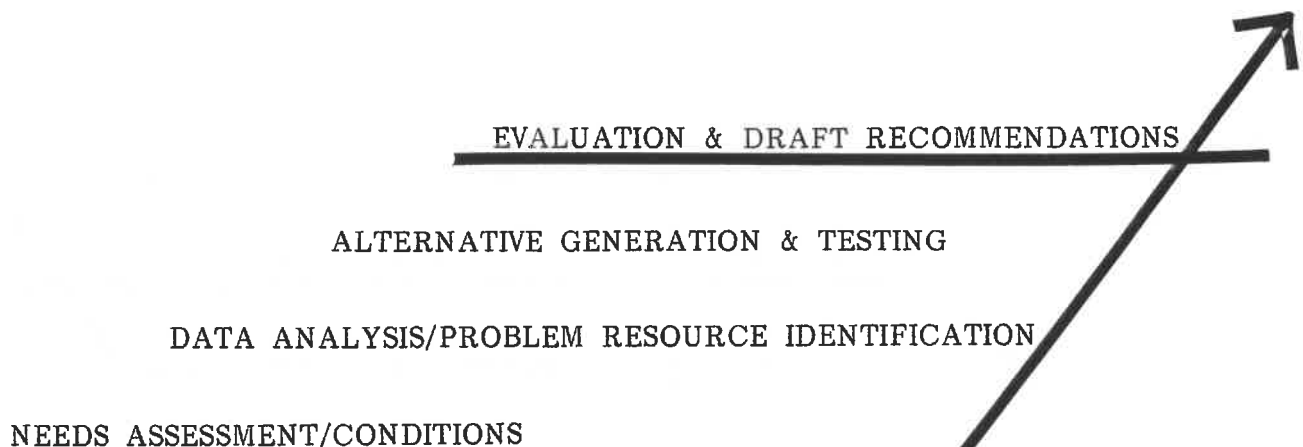 EVALUATION & DRAFT RECOMMENDATIONS
ALTERNATIVE GENERATION & TESTING
DATA ANALYSIS/PROBLEM RESOURCE IDENTIFICATION
NEEDS ASSESSMENT/CONDITIONS